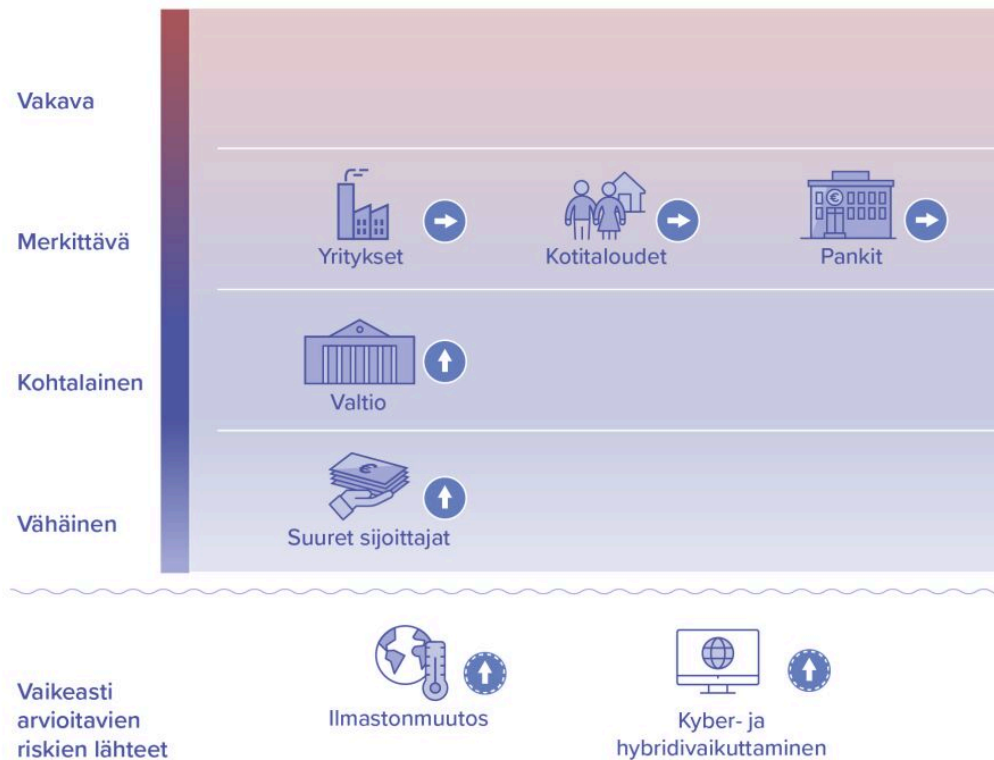 Vakava
Merkittävä
Yritykset
Kotitaloudet
€
Pankit
Kohtalainen
Valtio
Vähäinen
€
Suuret sijoittajat
Vaikeasti
arvioitavien
riskien lähteet
Ilmastonmuutos
Kyber- ja
hybridivaikuttaminen